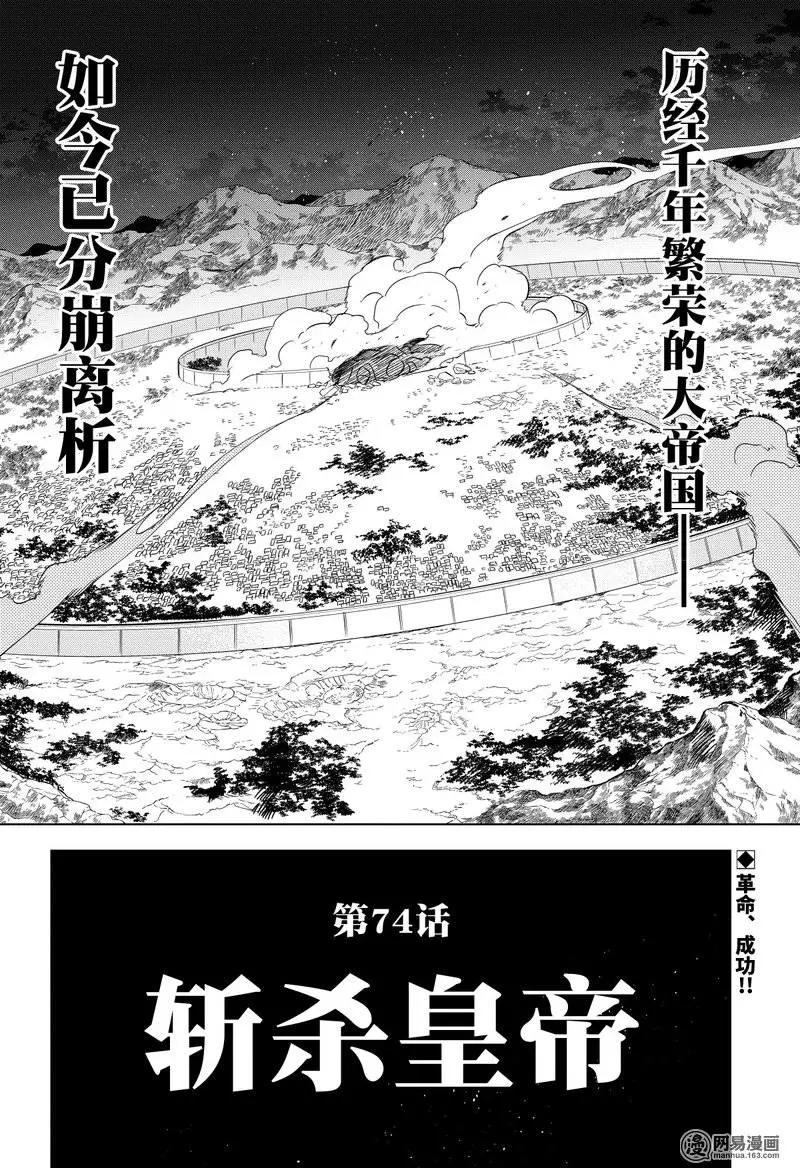 历经千年繁荣的大帝国——
如今已分崩离析
◆革命、成功!!
第74话
斩杀皇帝
漫 网易漫画
manhua.163.com